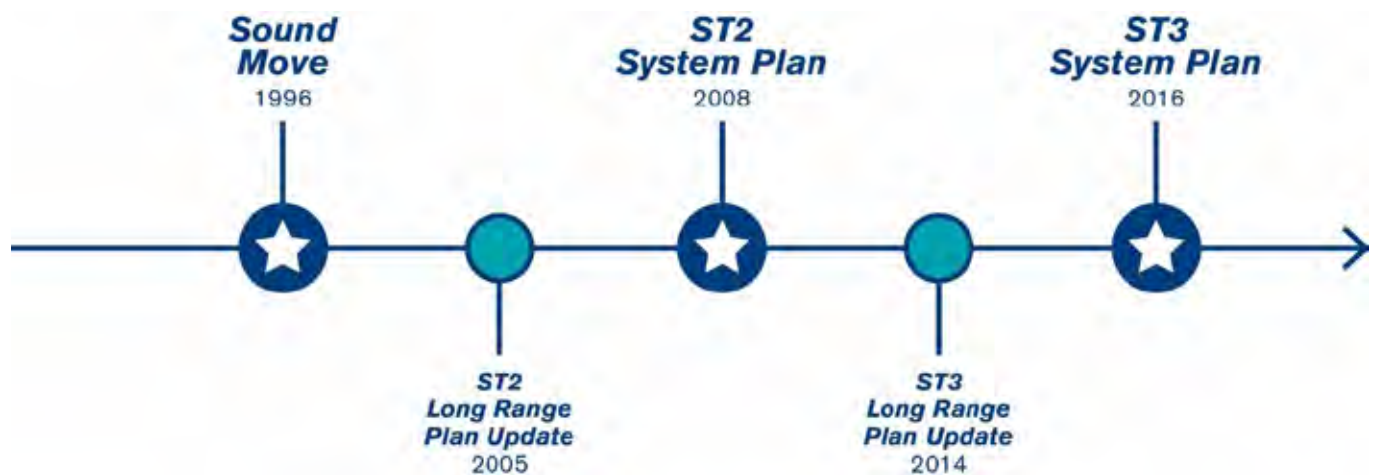 Sound
Move
1996
ST2
System Plan
2008
ST3
System Plan
2016
ST2
Long Range
Plan Update
2005
ST3
Long Range
Plan Update
2014